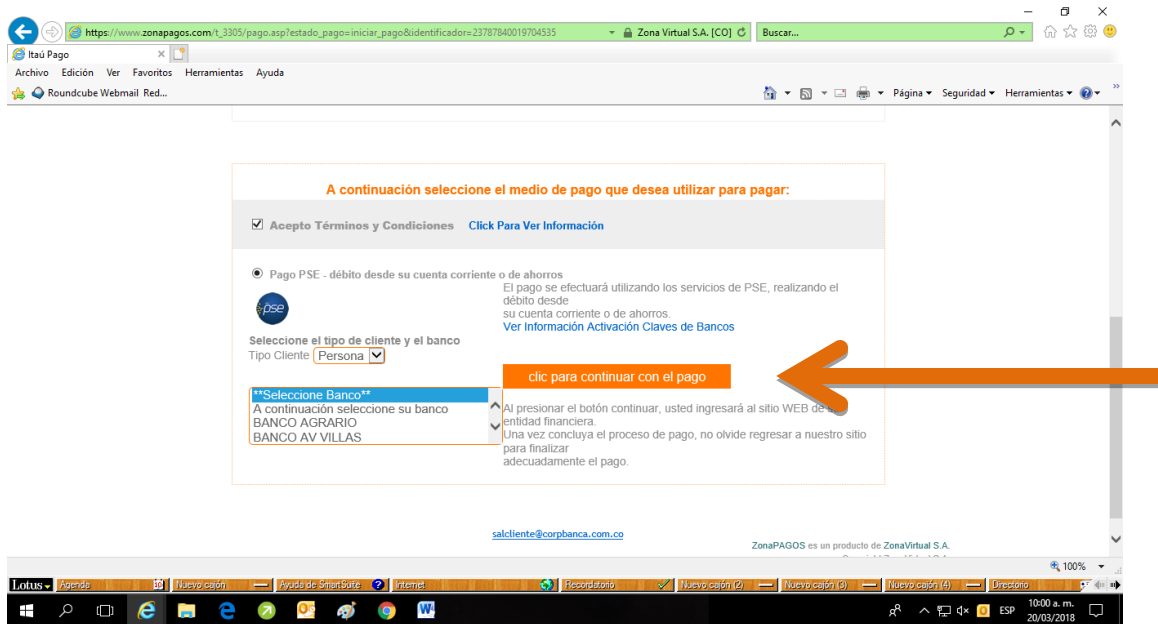 https://www.zonapagos.com/t_3305/pago.asp?estado_pago=iniciar_pago&identificador=23787840019704535
Zona Virtual S.A. [CO]
Buscar...
Itaú Pago
Archivo Edición Ver Favoritos Herramientas Ayuda
Roundcube Webmail Red...
Página Seguridad Herramientas
A continuación seleccione el medio de pago que desea utilizar para pagar:
Acepto Términos y Condiciones Click Para Ver Información
Pago PSE - débito desde su cuenta corriente o de ahorros
El pago se efectuará utilizando los servicios de PSE, realizando el
débito desde
su cuenta corriente o de ahorros.
Ver Información Activación Claves de Bancos
pse
Seleccione el tipo de cliente y el banco
Tipo Cliente Persona
clic para continuar con el pago
**Seleccione Banco**
A continuación seleccione su banco
BANCO AGRARIO
BANCO AV VILLAS
Al presionar el botón continuar, usted ingresará al sitio WEB de
entidad financiera.
Una vez concluya el proceso de pago, no olvide regresar a nuestro sitio
para finalizar
adecuadamente el pago.
salcliente@corpbanca.com.co
ZonaPAGOS es un producto de ZonaVirtual S.A.
100%
Lotus Agenda Nuevo cajón Ayuda de SmartSuite Internet Recordatorio Nuevo cajón (2) Nuevo cajón (3) Nuevo cajón (4) Directorio
ESP
10:00 a. m.
20/03/2018